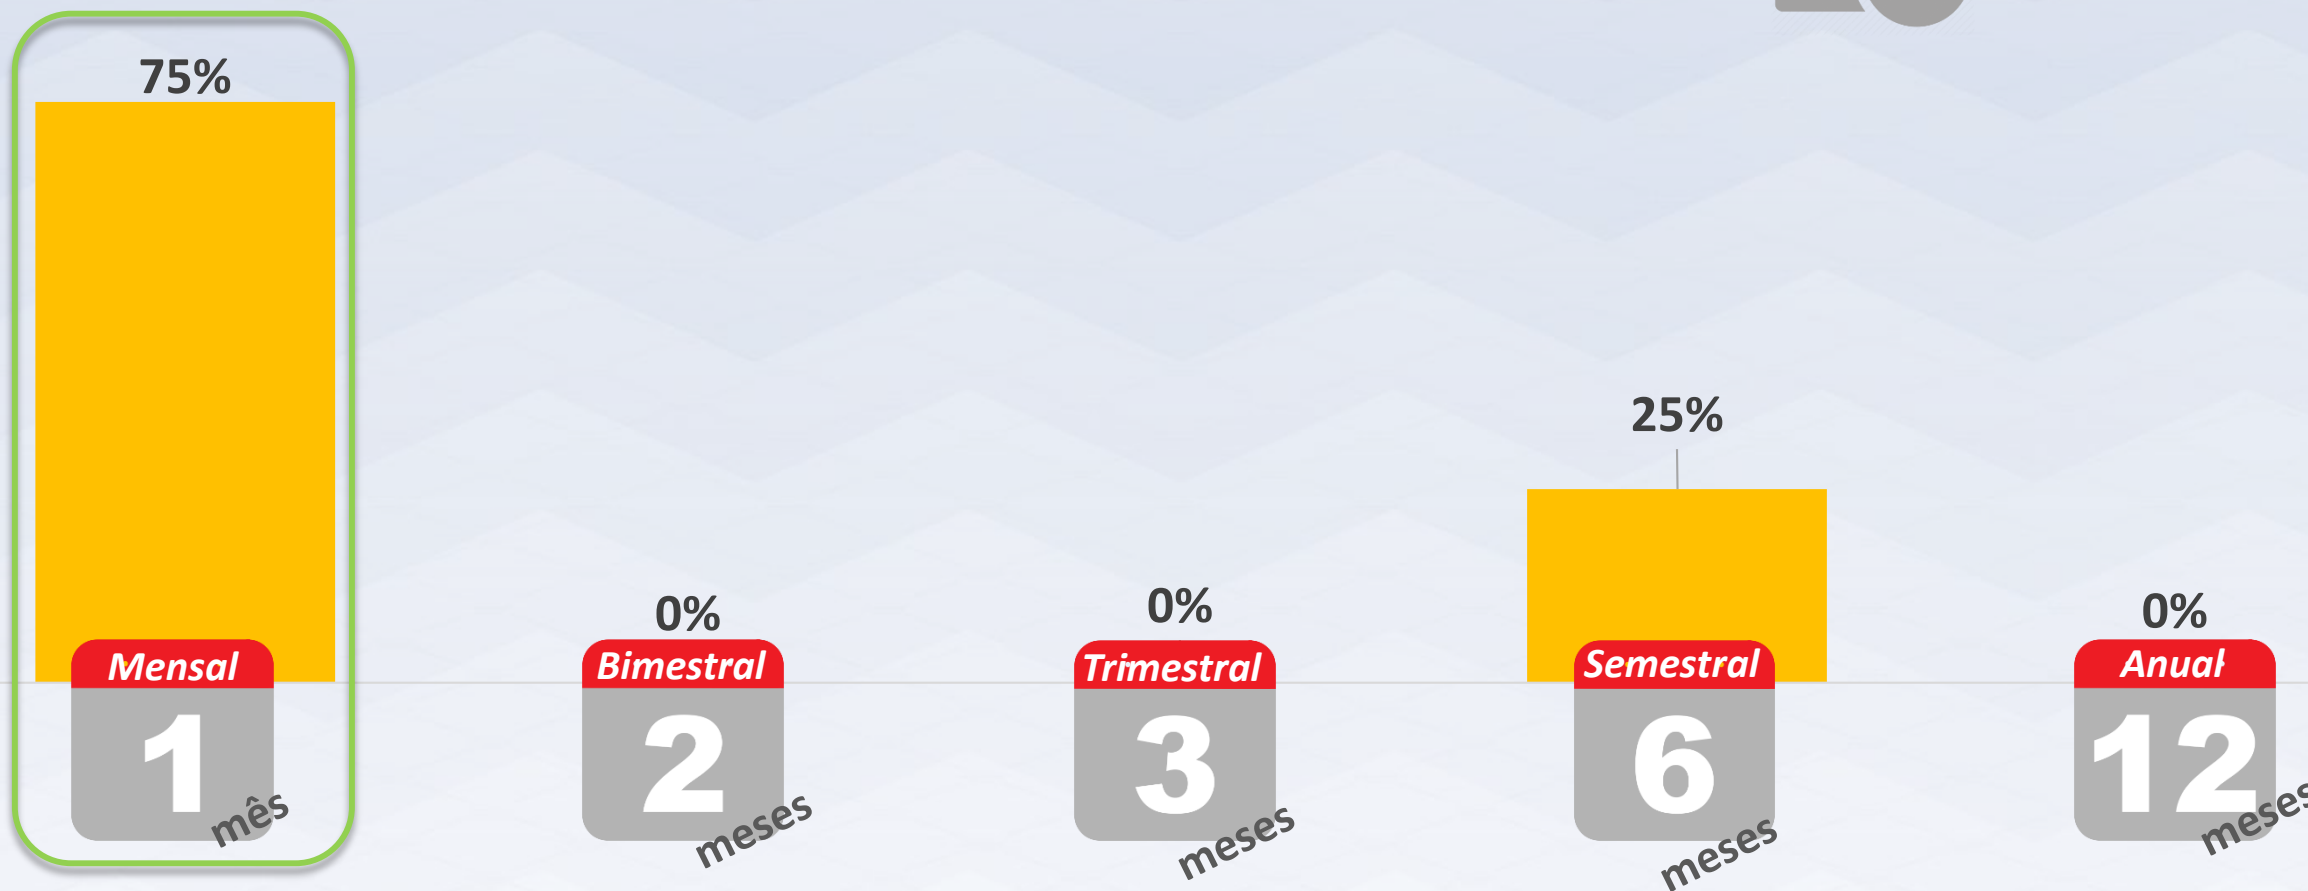 75%
25%
0%
0%
0%
Mensal
Bimestral
Trimestral
Semestral
Anual
1
2
3
6
12
mês
meses
meses
meses
meses